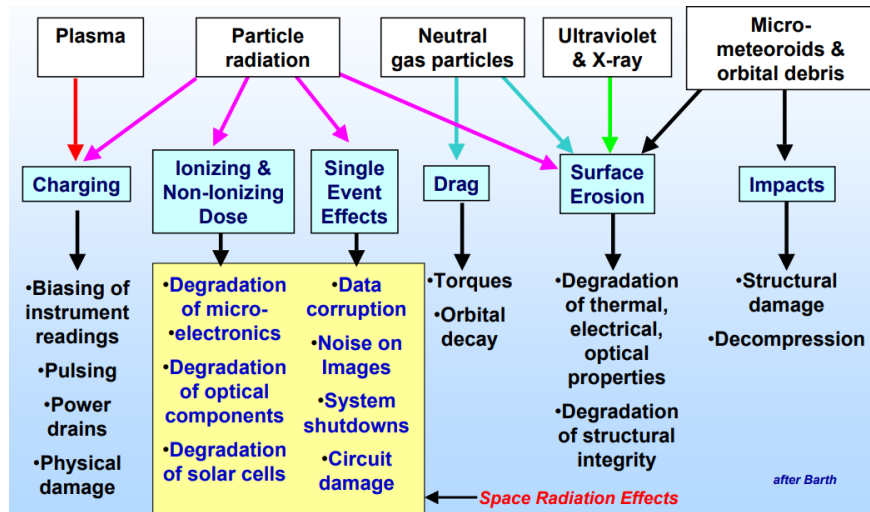 Plasma
Particle
radiation
Neutral
gas particles
Ultraviolet
& X-ray
Micro-
meteoroids &
orbital debris
Charging
Ionizing &
Non-Ionizing
Dose
Single
Event
Effects
Drag
Surface
Erosion
Impacts
•Biasing of
instrument
readings
•Pulsing
•Power
drains
•Physical
damage
•Degradation
of micro-
•electronics
•Degradation
of optical
components
•Degradation
of solar cells
•Data
corruption
•Noise on
Images
•System
shutdowns
•Circuit
damage
•Torques
•Orbital
decay
•Degradation
of thermal,
electrical,
optical
properties
•Degradation
of structural
integrity
•Structural
damage
•Decompression
Space Radiation Effects
after Barth